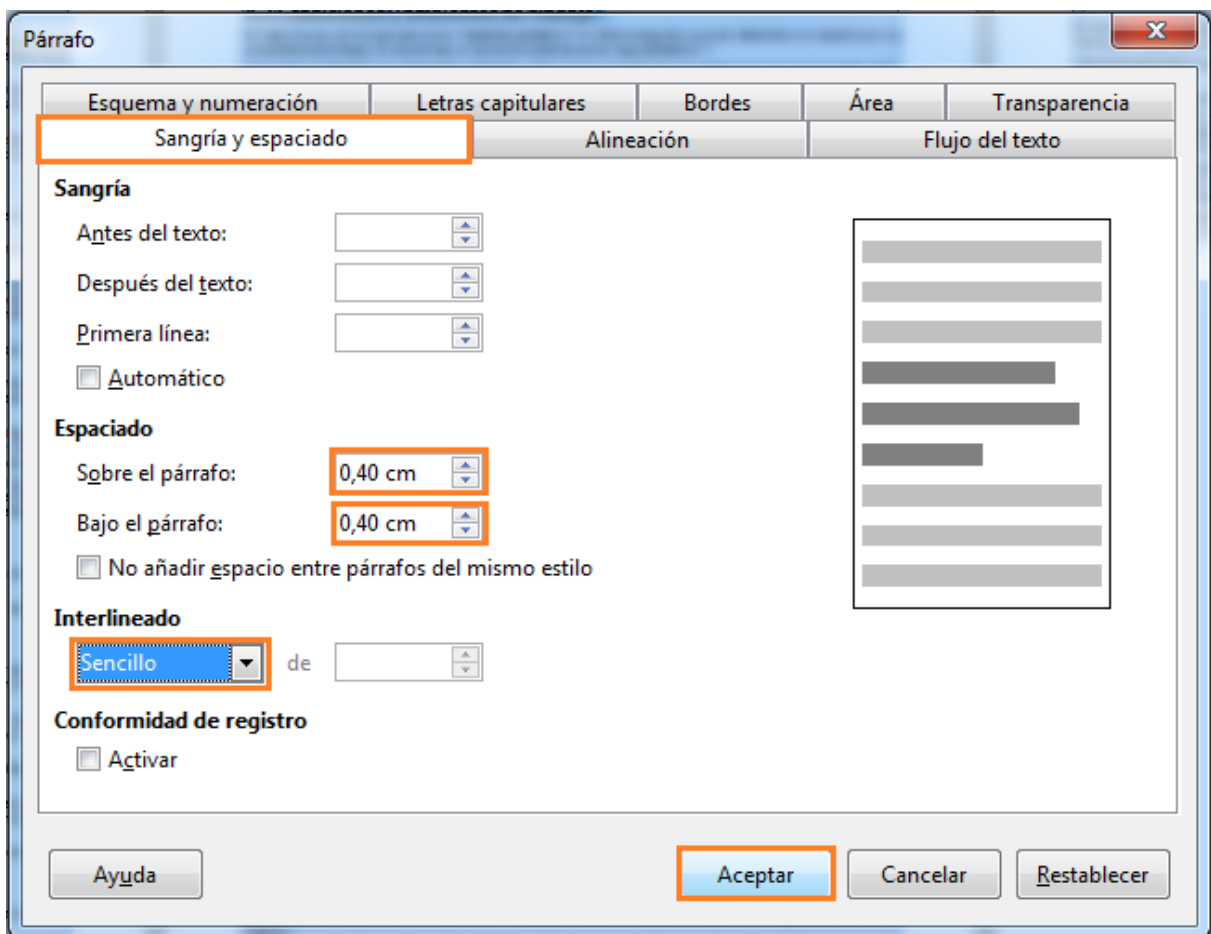 Párrafo
Esquema y numeración
Letras capitulares
Bordes
Área
Transparencia
Sangría y espaciado
Alineación
Flujo del texto
Sangría
Antes del texto:
Después del texto:
Primera línea:
Automático
Espaciado
Sobre el párrafo: 0,40 cm
Bajo el párrafo: 0,40 cm
No añadir espacio entre párrafos del mismo estilo
Interlineado
Sencillo de
Conformidad de registro
Activar
Ayuda
Aceptar
Cancelar
Restablecer